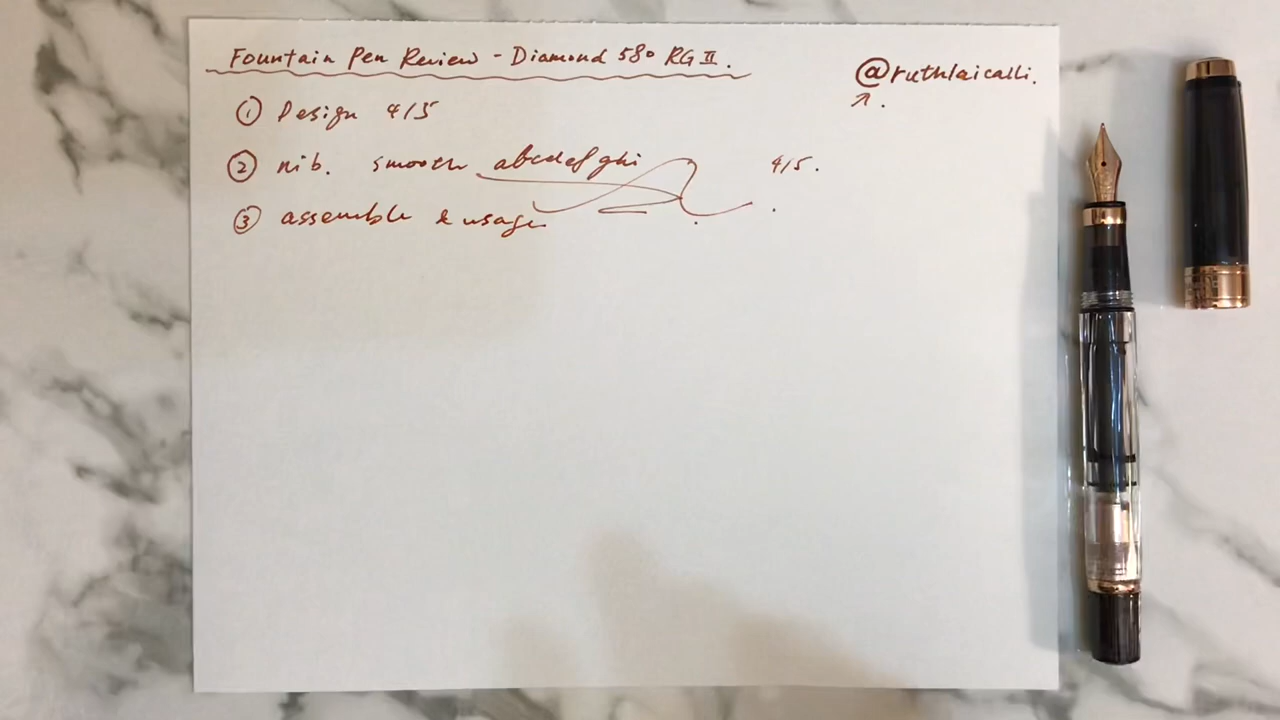 Fountain Pen Review - Diamond 580 RG II.
@ruthlaicalli.
① Design 4/5
② nib. smooth abcdefghi 4/5.
③ assemble & usage